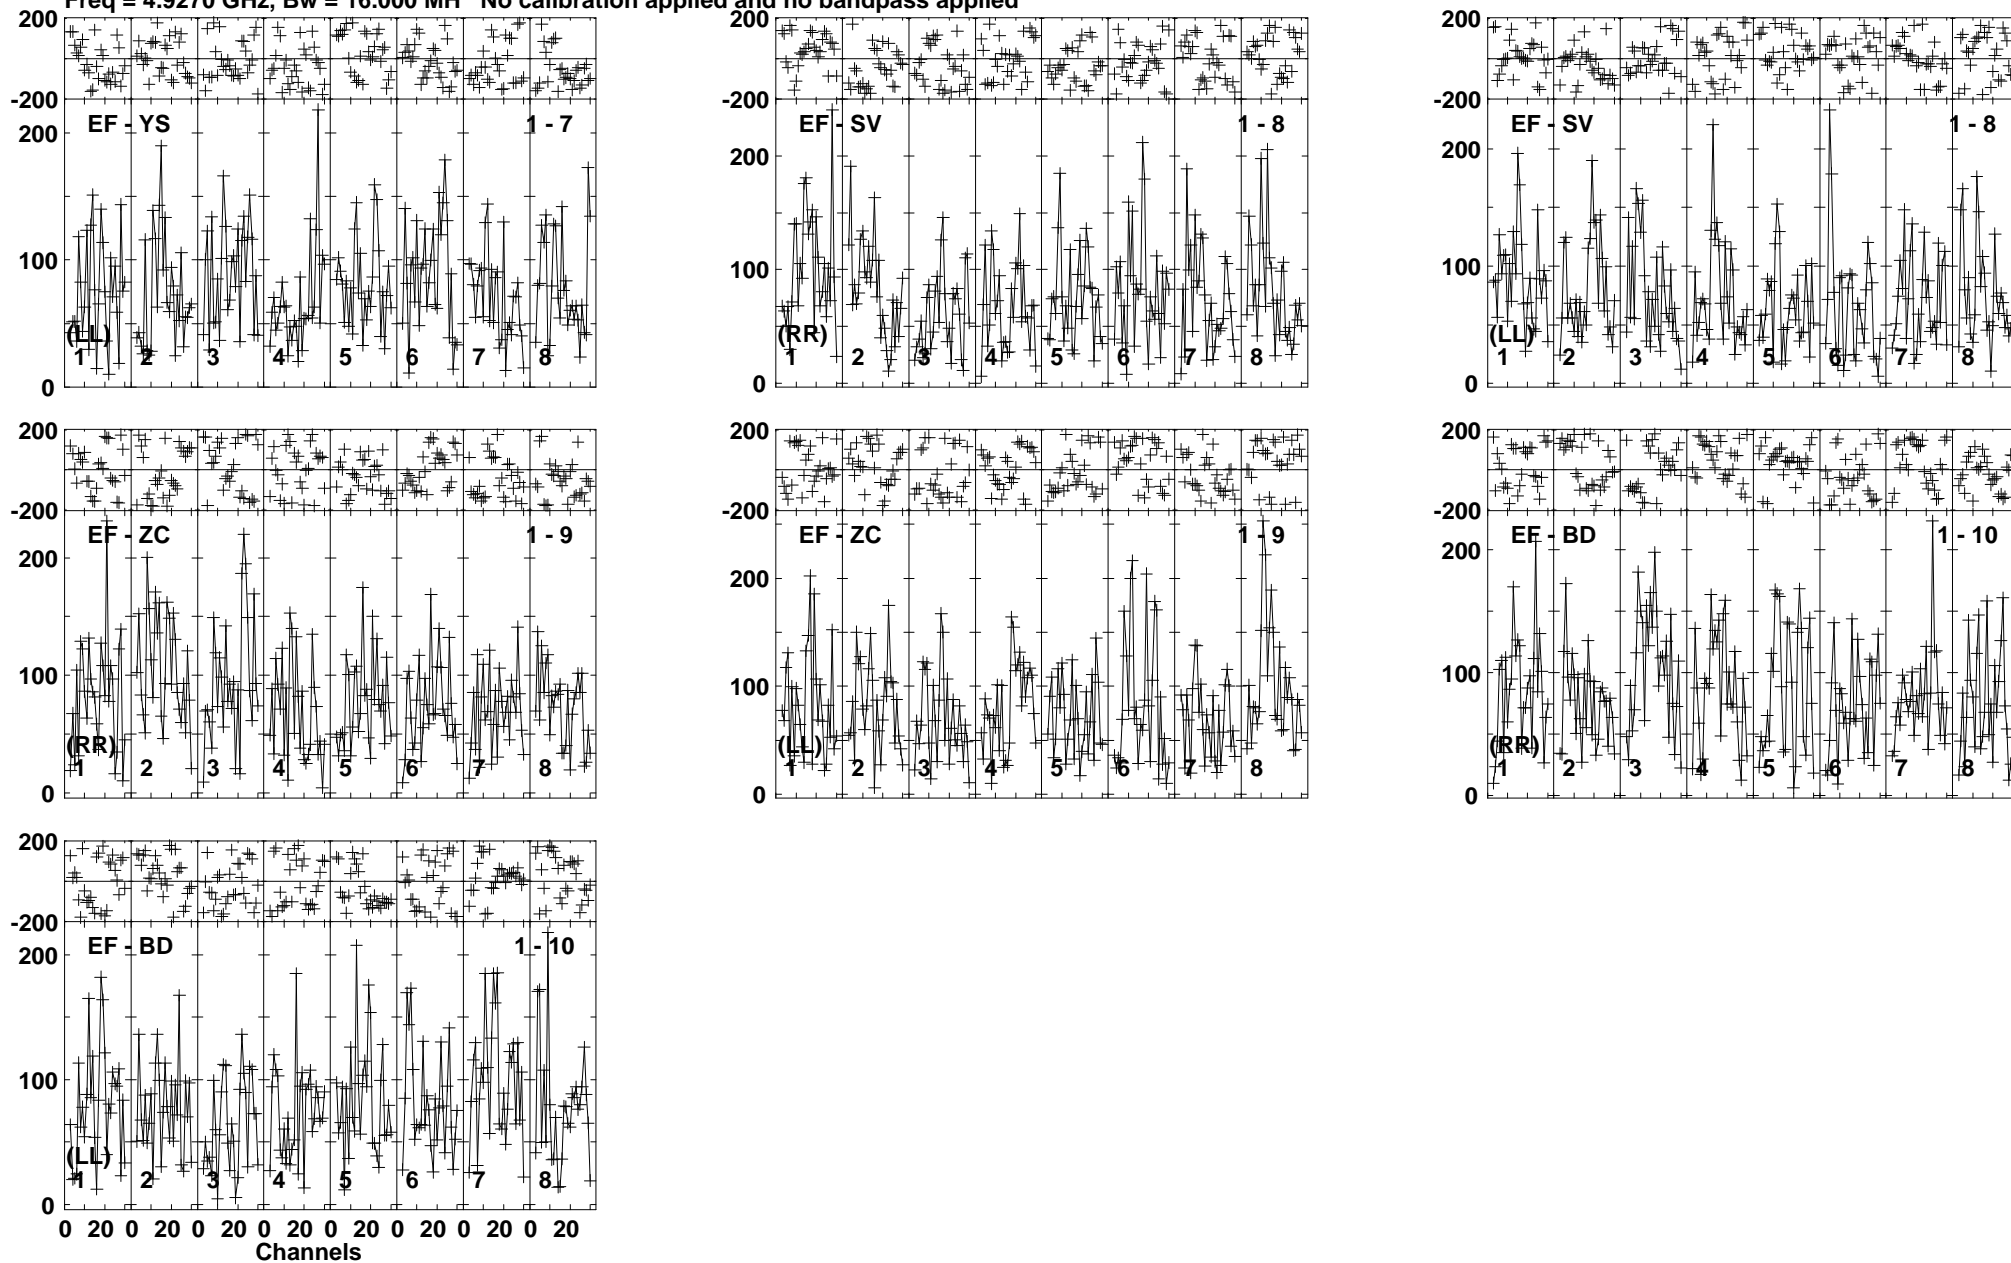 Freq = 4.9270 GHz, Bw = 16.000 MH No calibration applied and no bandpass applied
200
-200
EF - YS 1 - 7
200
100
(LL)
1 2 3 4 5 6 7 8
0
200
-200
EF - SV 1 - 8
200
100
(RR)
1 2 3 4 5 6 7 8
0
200
-200
EF - SV 1 - 8
200
100
(LL)
1 2 3 4 5 6 7 8
0
200
-200
EF - ZC 1 - 9
200
100
(RR)
1 2 3 4 5 6 7 8
0
200
-200
EF - ZC 1 - 9
200
100
(LL)
1 2 3 4 5 6 7 8
0
200
-200
EF - BD 1 - 10
200
100
(RR)
1 2 3 4 5 6 7 8
0
200
-200
EF - BD 1 - 10
200
100
(LL)
1 2 3 4 5 6 7 8
0
0 20 0 20 0 20 0 20 0 20 0 20 0 20 0 20
Channels